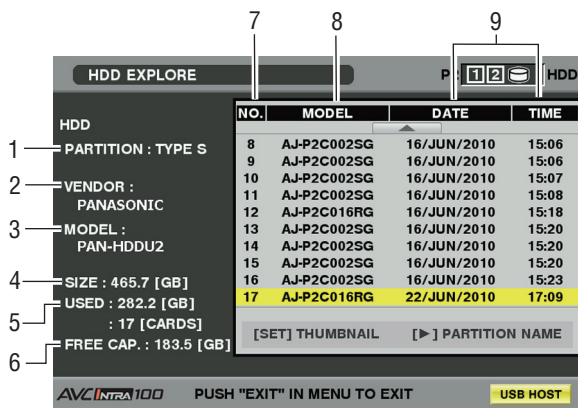 7 8 9
HDD EXPLORE P2 1 2 HDD
NO. MODEL DATE TIME
HDD
1 PARTITION : TYPE S
2 VENDOR :
PANASONIC
3 MODEL :
PAN-HDDU2
4 SIZE : 465.7 [GB]
5 USED : 282.2 [GB]
: 17 [CARDS]
6 FREE CAP. : 183.5 [GB]
8 AJ-P2C002SG 16/JUN/2010 15:06
9 AJ-P2C002SG 16/JUN/2010 15:06
10 AJ-P2C002SG 16/JUN/2010 15:07
11 AJ-P2C002SG 16/JUN/2010 15:08
12 AJ-P2C016RG 16/JUN/2010 15:18
13 AJ-P2C002SG 16/JUN/2010 15:20
14 AJ-P2C002SG 16/JUN/2010 15:20
15 AJ-P2C002SG 16/JUN/2010 15:20
16 AJ-P2C002SG 16/JUN/2010 15:23
17 AJ-P2C016RG 22/JUN/2010 17:09
[SET] THUMBNAIL [▶] PARTITION NAME
AVC INTRA 100 PUSH "EXIT" IN MENU TO EXIT USB HOST